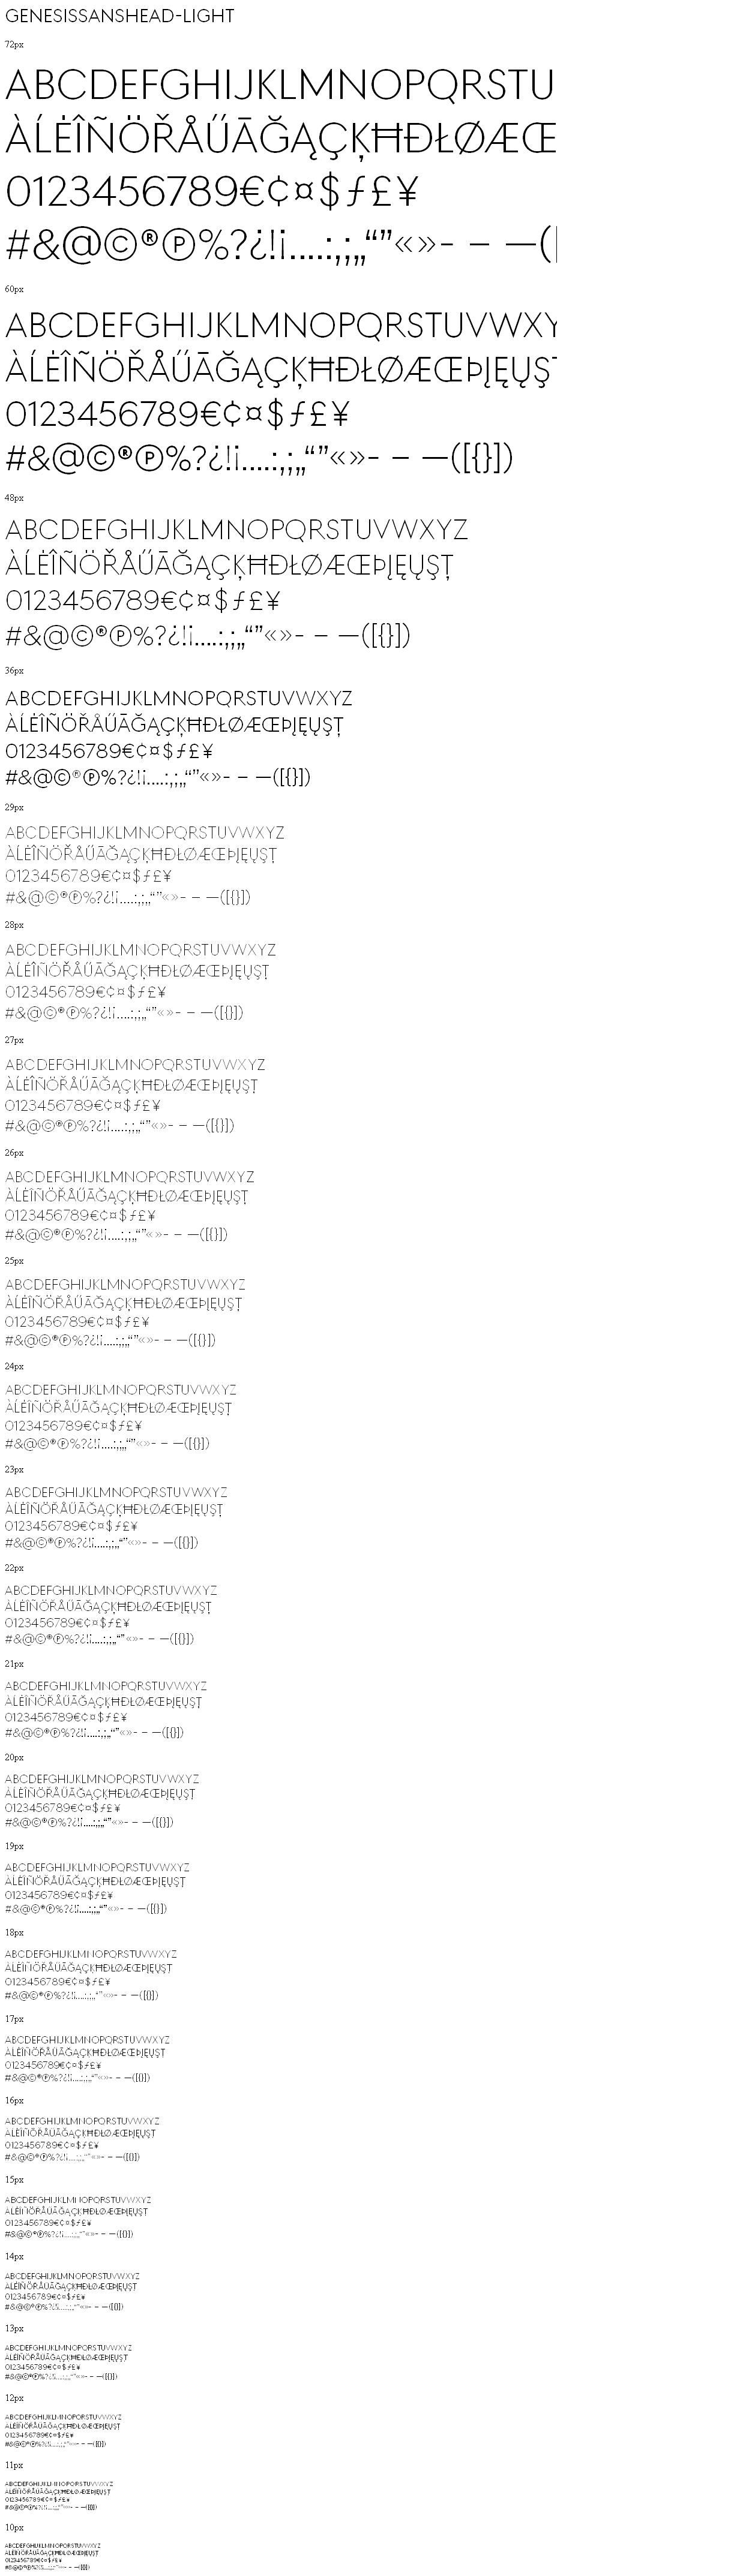 GENESISSANSHEAD-LIGHT
72px
ABCDEFGHIJKLMNOPQRSTU
ÀĹĖÎÑÖŘÅŰĀĞĄÇĶĦĐŁØÆŒ
0123456789€¢¤$ƒ£¥
#&@©®℗%?¿!¡….:,;„“”«»- – —([
60px
ABCDEFGHIJKLMNOPQRSTUVWXY
ÀĹĖÎÑÖŘÅŰĀĞĄÇĶĦĐŁØÆŒÞĮĘŲŞŢ
0123456789€¢¤$ƒ£¥
#&@©®℗%?¿!¡….:,;„“”«»- – —([{}])
48px
ABCDEFGHIJKLMNOPQRSTUVWXYZ
ÀĹĖÎÑÖŘÅŰĀĞĄÇĶĦĐŁØÆŒÞĮĘŲŞŢ
0123456789€¢¤$ƒ£¥
#&@©®℗%?¿!¡….:,;„“”«»- – —([{}])
36px
ABCDEFGHIJKLMNOPQRSTUVWXYZ
ÀĹĖÎÑÖŘÅŰĀĞĄÇĶĦĐŁØÆŒÞĮĘŲŞŢ
0123456789€¢¤$ƒ£¥
#&@©®℗%?¿!¡….:,;„“”«»- – —([{}])
29px
ABCDEFGHIJKLMNOPQRSTUVWXYZ
ÀĹĖÎÑÖŘÅŰĀĞĄÇĶĦĐŁØÆŒÞĮĘŲŞŢ
0123456789€¢¤$ƒ£¥
#&@©®℗%?¿!¡….:,;„“”«»- – —([{}])
28px
ABCDEFGHIJKLMNOPQRSTUVWXYZ
ÀĹĖÎÑÖŘÅŰĀĞĄÇĶĦĐŁØÆŒÞĮĘŲŞŢ
0123456789€¢¤$ƒ£¥
#&@©®℗%?¿!¡….:,;„“”«»- – —([{}])
27px
ABCDEFGHIJKLMNOPQRSTUVWXYZ
ÀĹĖÎÑÖŘÅŰĀĞĄÇĶĦĐŁØÆŒÞĮĘŲŞŢ
0123456789€¢¤$ƒ£¥
#&@©®℗%?¿!¡….:,;„“”«»- – —([{}])
26px
ABCDEFGHIJKLMNOPQRSTUVWXYZ
ÀĹĖÎÑÖŘÅŰĀĞĄÇĶĦĐŁØÆŒÞĮĘŲŞŢ
0123456789€¢¤$ƒ£¥
#&@©®℗%?¿!¡….:,;„“”«»- – —([{}])
25px
ABCDEFGHIJKLMNOPQRSTUVWXYZ
ÀĹĖÎÑÖŘÅŰĀĞĄÇĶĦĐŁØÆŒÞĮĘŲŞŢ
0123456789€¢¤$ƒ£¥
#&@©®℗%?¿!¡….:,;„“”«»- – —([{}])
24px
ABCDEFGHIJKLMNOPQRSTUVWXYZ
ÀĹĖÎÑÖŘÅŰĀĞĄÇĶĦĐŁØÆŒÞĮĘŲŞŢ
0123456789€¢¤$ƒ£¥
#&@©®℗%?¿!¡….:,;„“”«»- – —([{}])
23px
ABCDEFGHIJKLMNOPQRSTUVWXYZ
ÀĹĖÎÑÖŘÅŰĀĞĄÇĶĦĐŁØÆŒÞĮĘŲŞŢ
0123456789€¢¤$ƒ£¥
#&@©®℗%?¿!¡….:,;„“”«»- – —([{}])
22px
ABCDEFGHIJKLMNOPQRSTUVWXYZ
ÀĹĖÎÑÖŘÅŰĀĞĄÇĶĦĐŁØÆŒÞĮĘŲŞŢ
0123456789€¢¤$ƒ£¥
#&@©®℗%?¿!¡….:,;„“”«»- – —([{}])
21px
ABCDEFGHIJKLMNOPQRSTUVWXYZ
ÀĹĖÎÑÖŘÅŰĀĞĄÇĶĦĐŁØÆŒÞĮĘŲŞŢ
0123456789€¢¤$ƒ£¥
#&@©®℗%?¿!¡….:,;„“”«»- – —([{}])
20px
ABCDEFGHIJKLMNOPQRSTUVWXYZ
ÀĹĖÎÑÖŘÅŰĀĞĄÇĶĦĐŁØÆŒÞĮĘŲŞŢ
0123456789€¢¤$ƒ£¥
#&@©®℗%?¿!¡….:,;„“”«»- – —([{}])
19px
ABCDEFGHIJKLMNOPQRSTUVWXYZ
ÀĹĖÎÑÖŘÅŰĀĞĄÇĶĦĐŁØÆŒÞĮĘŲŞŢ
0123456789€¢¤$ƒ£¥
#&@©®℗%?¿!¡….:,;„“”«»- – —([{}])
18px
ABCDEFGHIJKLMNOPQRSTUVWXYZ
ÀĹĖÎÑÖŘÅŰĀĞĄÇĶĦĐŁØÆŒÞĮĘŲŞŢ
0123456789€¢¤$ƒ£¥
#&@©®℗%?¿!¡….:,;„“”«»- – —([{}])
17px
ABCDEFGHIJKLMNOPQRSTUVWXYZ
ÀĹĖÎÑÖŘÅŰĀĞĄÇĶĦĐŁØÆŒÞĮĘŲŞŢ
0123456789€¢¤$ƒ£¥
#&@©®℗%?¿!¡….:,;„“”«»- – —([{}])
16px
ABCDEFGHIJKLMNOPQRSTUVWXYZ
ÀĹĖÎÑÖŘÅŰĀĞĄÇĶĦĐŁØÆŒÞĮĘŲŞŢ
0123456789€¢¤$ƒ£¥
#&@©®℗%?¿!¡….:,;„“”«»- – —([{}])
15px
ABCDEFGHIJKLMNOPQRSTUVWXYZ
ÀĹĖÎÑÖŘÅŰĀĞĄÇĶĦĐŁØÆŒÞĮĘŲŞŢ
0123456789€¢¤$ƒ£¥
#&@©®℗%?¿!¡….:,;„“”«»- – —([{}])
14px
ABCDEFGHIJKLMNOPQRSTUVWXYZ
ÀĹĖÎÑÖŘÅŰĀĞĄÇĶĦĐŁØÆŒÞĮĘŲŞŢ
0123456789€¢¤$ƒ£¥
#&@©®℗%?¿!¡….:,;„“”«»- – —([{}])
13px
ABCDEFGHIJKLMNOPQRSTUVWXYZ
ÀĹĖÎÑÖŘÅŰĀĞĄÇĶĦĐŁØÆŒÞĮĘŲŞŢ
0123456789€¢¤$ƒ£¥
#&@©®℗%?¿!¡….:,;„“”«»- – —([{}])
12px
ABCDEFGHIJKLMNOPQRSTUVWXYZ
ÀĹĖÎÑÖŘÅŰĀĞĄÇĶĦĐŁØÆŒÞĮĘŲŞŢ
0123456789€¢¤$ƒ£¥
#&@©®℗%?¿!¡….:,;„“”«»- – —([{}])
11px
ABCDEFGHIJKLMNOPQRSTUVWXYZ
ÀĹĖÎÑÖŘÅŰĀĞĄÇĶĦĐŁØÆŒÞĮĘŲŞŢ
0123456789€¢¤$ƒ£¥
#&@©®℗%?¿!¡….:,;„“”«»- – —([{}])
10px
ABCDEFGHIJKLMNOPQRSTUVWXYZ
ÀĹĖÎÑÖŘÅŰĀĞĄÇĶĦĐŁØÆŒÞĮĘŲŞŢ
0123456789€¢¤$ƒ£¥
#&@©®℗%?¿!¡….:,;„“”«»- – —([{}])